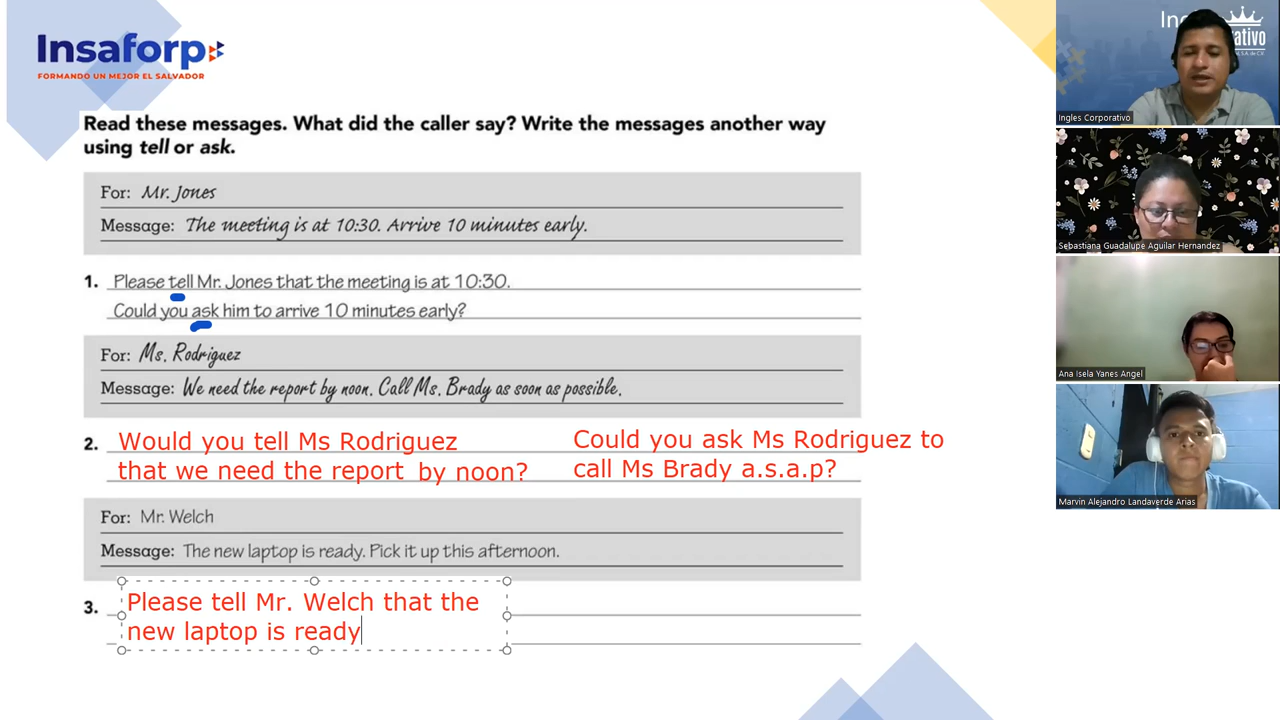 Insaforp
FORMANDO UN MEJOR EL SALVADOR
Read these messages. What did the caller say? Write the messages another way
using tell or ask.
For: Mr. Jones
Message: The meeting is at 10:30. Arrive 10 minutes early.
1. Please tell Mr. Jones that the meeting is at 10:30.
Could you ask him to arrive 10 minutes early?
For: Ms. Rodriguez
Message: We need the report by noon. Call Ms. Brady as soon as possible.
2. Would you tell Ms Rodriguez
that we need the report by noon?
Could you ask Ms Rodriguez to
call Ms Brady a.s.a.p?
For: Mr. Welch
Message: The new laptop is ready. Pick it up this afternoon.
3. Please tell Mr. Welch that the
new laptop is ready
Ingles Corporativo
Sebastiana Guadalupe Aguilar Hernandez
Ana Isela Yanes Angel
Marvin Alejandro Landaverde Arias